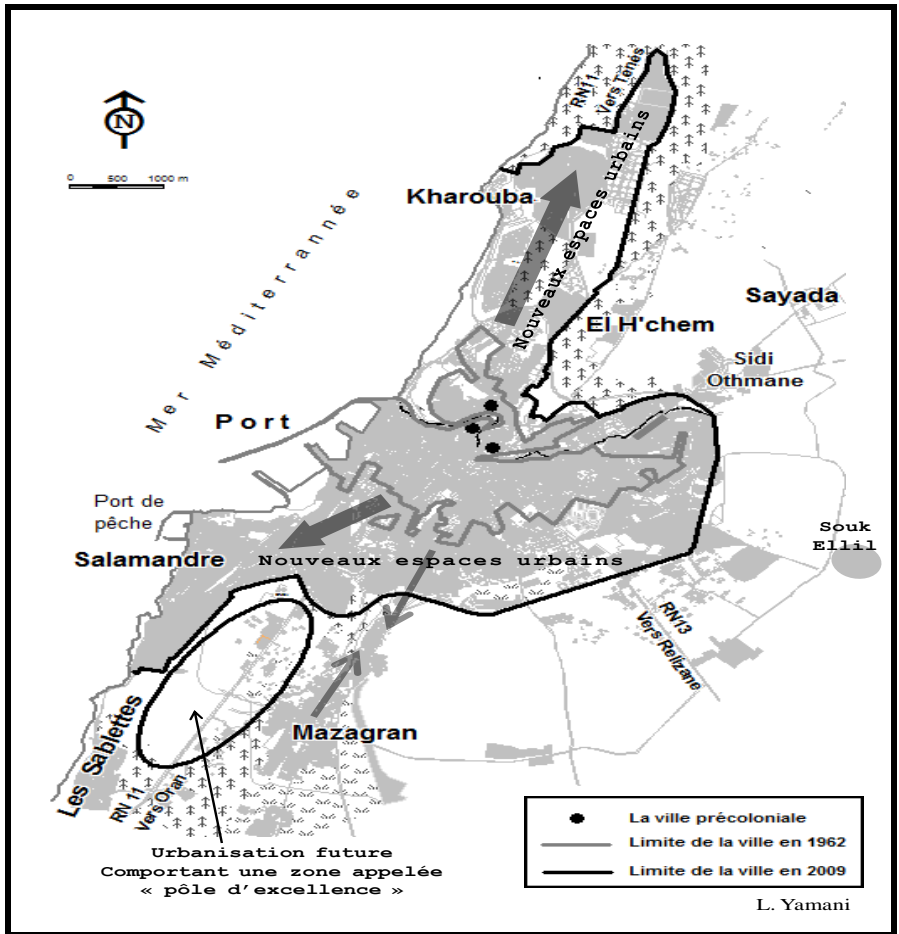 RN11
Vers Ténès
N
0 500 1000 m
Kharouba
Nouveaux espaces urbains
Mer Méditerrannée
Sayada
El H'chem
Sidi
Othmane
Port
Port de
pêche
Salamandre
Nouveaux espaces urbains
Souk
Ellil
RN13
Vers Relizane
Mazagran
Les Sablettes
RN 11
Vers Oran
Urbanisation future
Comportant une zone appelée
« pôle d’excellence »
La ville précoloniale
Limite de la ville en 1962
Limite de la ville en 2009
L. Yamani